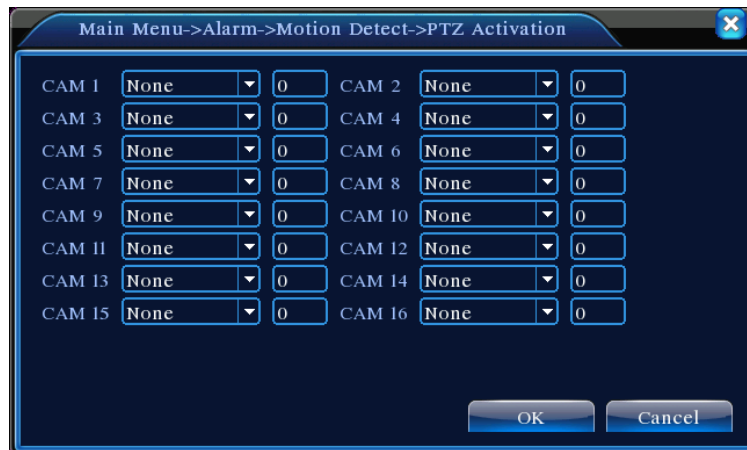 Main Menu->Alarm->Motion Detect->PTZ Activation
CAM 1 None 0 CAM 2 None 0
CAM 3 None 0 CAM 4 None 0
CAM 5 None 0 CAM 6 None 0
CAM 7 None 0 CAM 8 None 0
CAM 9 None 0 CAM 10 None 0
CAM 11 None 0 CAM 12 None 0
CAM 13 None 0 CAM 14 None 0
CAM 15 None 0 CAM 16 None 0
OK Cancel